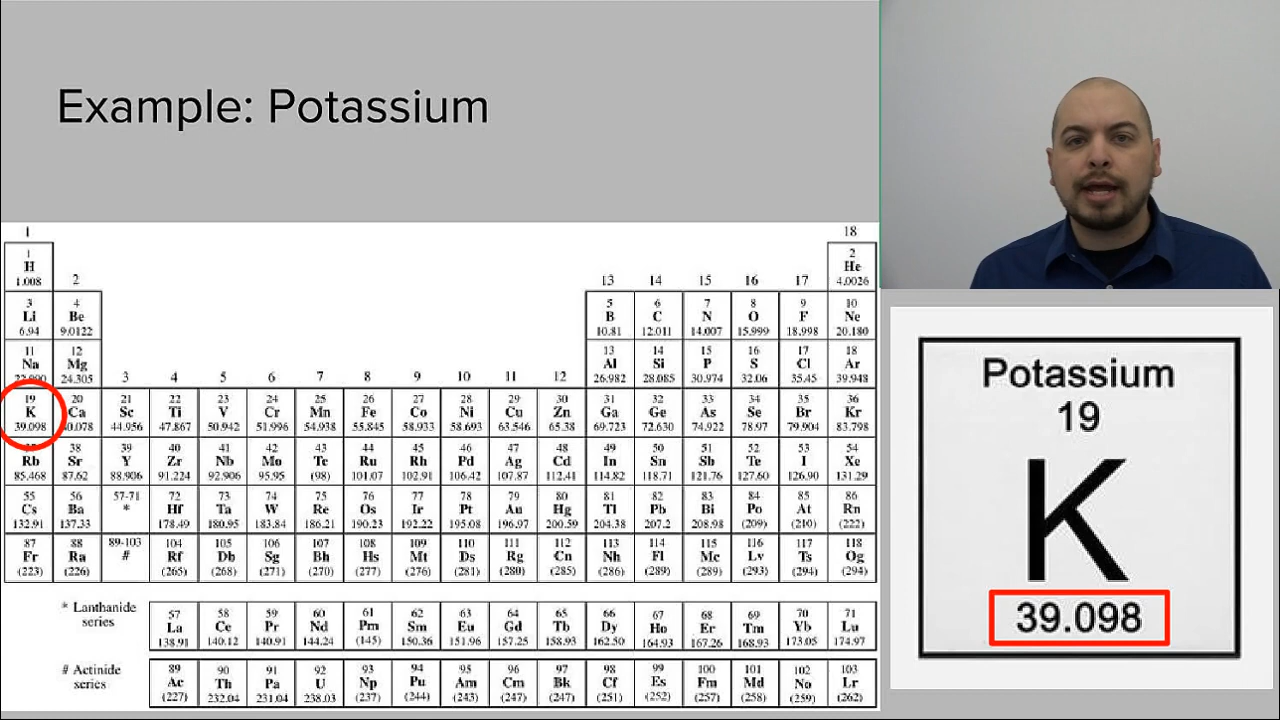 Example: Potassium
1 18
1 2
H He
1.008 2 13 14 15 16 17 4.0026
3 4 5 6 7 8 9 10
Li Be B C N O F Ne
6.94 9.0122 10.81 12.011 14.007 15.999 18.998 20.180
11 12 13 14 15 16 17 18
Na Mg Al Si P S Cl Ar
22.990 24.305 3 4 5 6 7 8 9 10 11 12 26.982 28.085 30.974 32.06 35.45 39.948
19 20 21 22 23 24 25 26 27 28 29 30 31 32 33 34 35 36
K Ca Sc Ti V Cr Mn Fe Co Ni Cu Zn Ga Ge As Se Br Kr
39.098 40.078 44.956 47.867 50.942 51.996 54.938 55.845 58.933 58.693 63.546 65.38 69.723 72.630 74.922 78.97 79.904 83.798
38 39 40 41 42 43 44 45 46 47 48 49 50 51 52 53 54
Rb Sr Y Zr Nb Mo Tc Ru Rh Pd Ag Cd In Sn Sb Te I Xe
85.468 87.62 88.906 91.224 92.906 95.95 (98) 101.07 102.91 106.42 107.87 112.41 114.82 118.71 121.76 127.60 126.90 131.29
55 56 57-71 72 73 74 75 76 77 78 79 80 81 82 83 84 85 86
Cs Ba * Hf Ta W Re Os Ir Pt Au Hg Tl Pb Bi Po At Rn
132.91 137.33 178.49 180.95 183.84 186.21 190.23 192.22 195.08 196.97 200.59 204.38 207.2 208.98 (209) (210) (222)
87 88 89-103 104 105 106 107 108 109 110 111 112 113 114 115 116 117 118
Fr Ra # Rf Db Sg Bh Hs Mt Ds Rg Cn Nh Fl Mc Lv Ts Og
(223) (226) (265) (268) (271) (270) (277) (276) (281) (280) (285) (286) (289) (289) (293) (294) (294)
* Lanthanide
series
57 58 59 60 61 62 63 64 65 66 67 68 69 70 71
La Ce Pr Nd Pm Sm Eu Gd Tb Dy Ho Er Tm Yb Lu
138.91 140.12 140.91 144.24 (145) 150.36 151.96 157.25 158.93 162.50 164.93 167.26 168.93 173.05 174.97
# Actinide
series
89 90 91 92 93 94 95 96 97 98 99 100 101 102 103
Ac Th Pa U Np Pu Am Cm Bk Cf Es Fm Md No Lr
(227) 232.04 231.04 238.03 (237) (244) (243) (247) (247) (251) (252) (257) (258) (259) (262)
Potassium
19
K
39.098